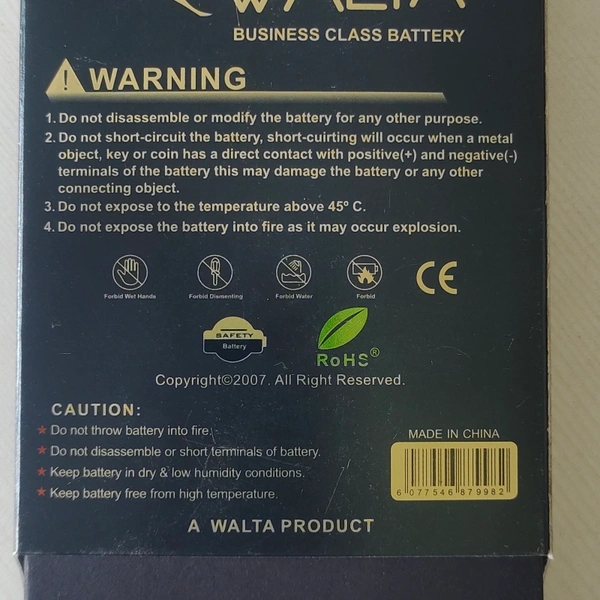 WALTA
BUSINESS CLASS BATTERY
WARNING
1. Do not disassemble or modify the battery for any other purpose.
2. Do not short-circuit the battery, short-cuirting will occur when a metal
object, key or coin has a direct contact with positive(+) and negative(-)
terminals of the battery this may damage the battery or any other
connecting object.
3. Do not expose to the temperature above 45º C.
4. Do not expose the battery into fire as it may occur explosion.
Forbid Wet Hands Forbid Dismenting Forbid Water Forbid CE
SAFETY
Battery
RoHS®
Copyright©2007. All Right Reserved.
CAUTION:
Do not throw battery into fire.
Do not disassemble or short terminals of battery.
Keep battery in dry & low humidity conditions.
Keep battery free from high temperature.
MADE IN CHINA
6 077546 879982
A WALTA PRODUCT